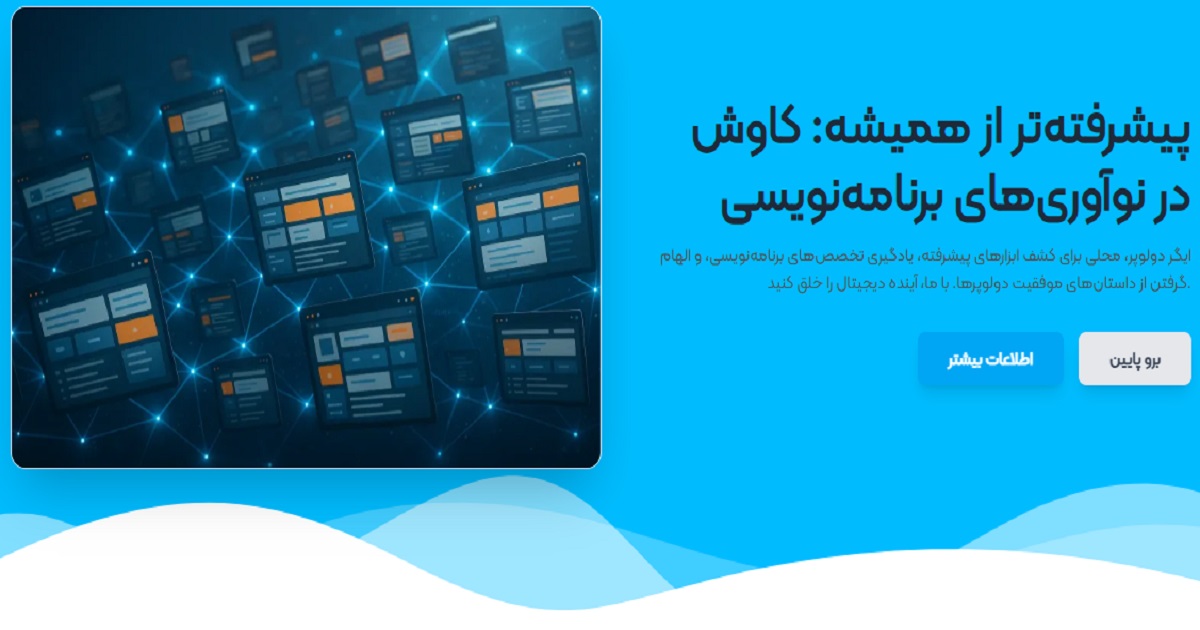 پیشرفته‌تر از همیشه: کاوش
در نوآوری‌های برنامه‌نویسی
ایگر دولوپر، محلی برای کشف ابزارهای پیشرفته، یادگیری تخصص‌های برنامه‌نویسی، و الهام
.گرفتن از داستان‌های موفقیت دولوپرها. با ما، آینده دیجیتال را خلق کنید
برو پایین
اطلاعات بیشتر